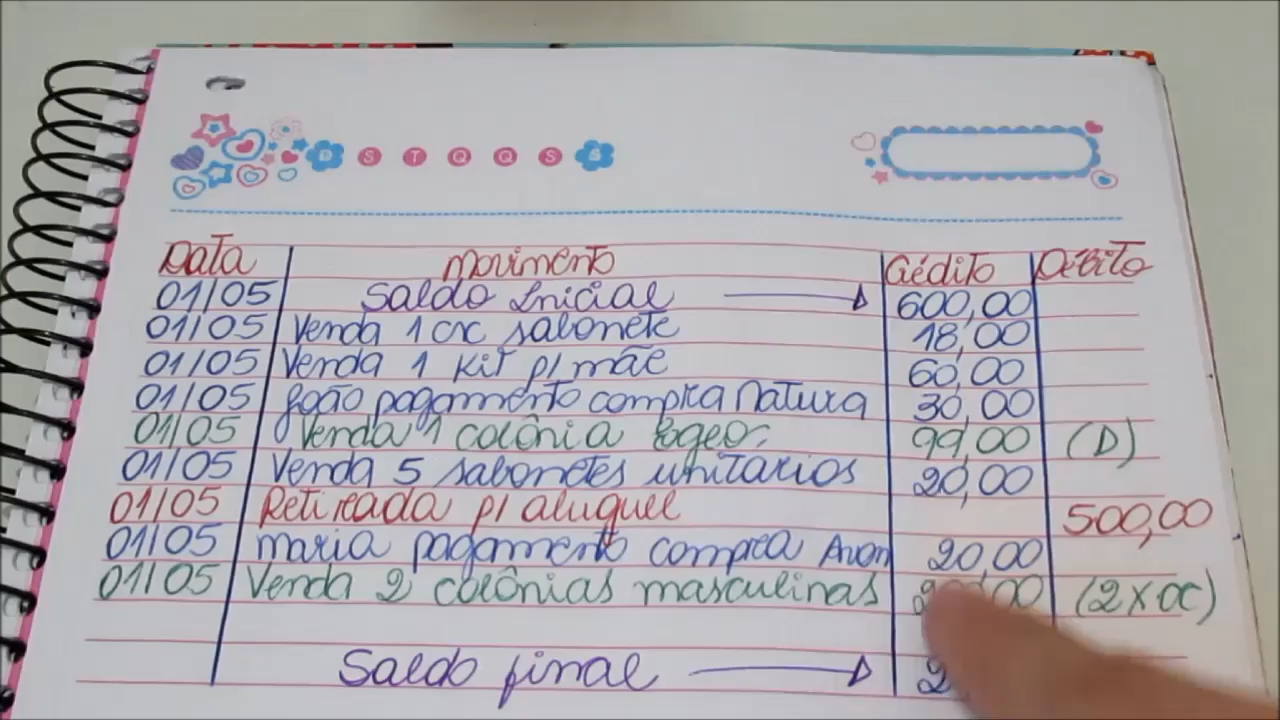 D S T Q Q S S
Data movimento Crédito Débito
01/05 Saldo Inicial 600,00
01/05 Venda 1 cx sabonete 18,00
01/05 Venda 1 Kit p/ mãe 60,00
01/05 João pagamento compra Natura 30,00
01/05 Venda 1 colônia 99,00 (D)
01/05 Venda 5 sabonetes unitarios 20,00
01/05 Retirada p/ aluguel 500,00
01/05 maria pagamento compra Avon 20,00
01/05 Venda 2 colônias masculinas (2x cc)
Saldo final